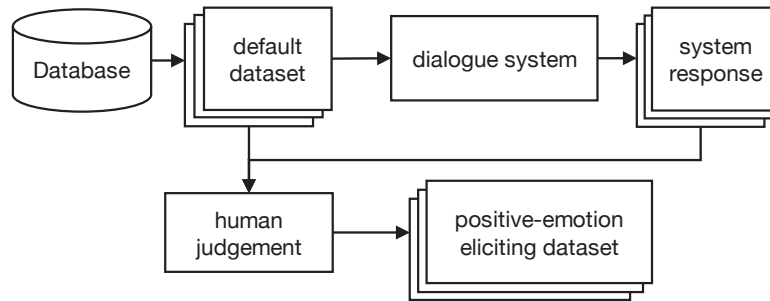 Database
default
dataset
dialogue system
system
response
human
judgement
positive-emotion
eliciting dataset